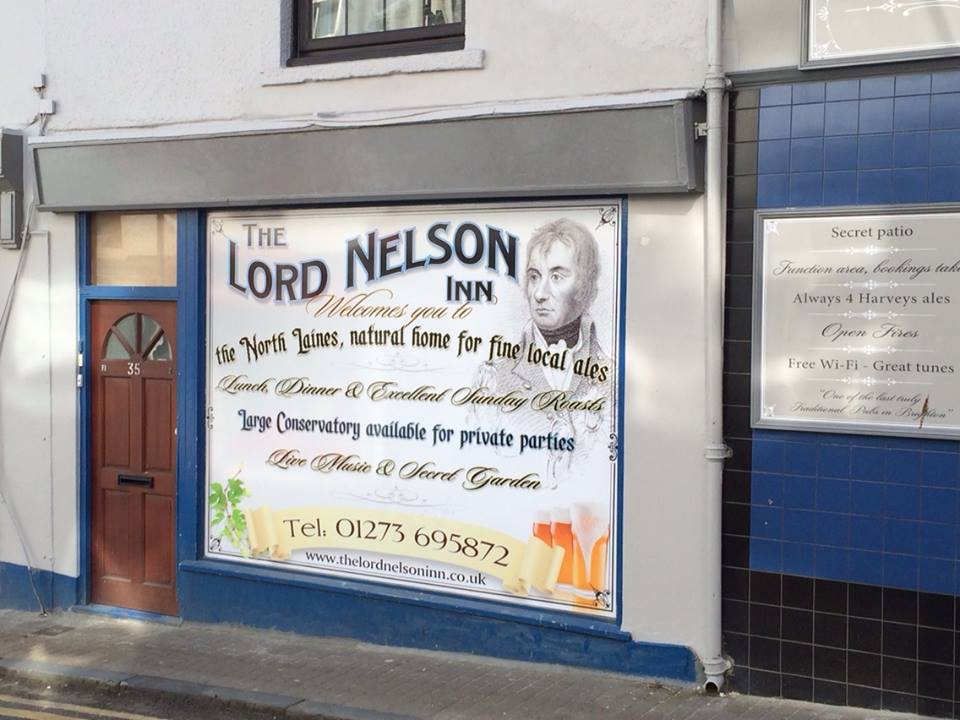 THE
LORD NELSON
INN
Welcomes you to
the North Laines, natural home for fine local ales
Lunch, Dinner & Excellent Sunday Roasts
Large Conservatory available for private parties
Live Music & Secret Garden
Tel: 01273 695872
www.thelordnelsoninn.co.uk
35
Secret patio
Function area, bookings
Always 4 Harveys ales
Open Fires
Free Wi-Fi - Great tunes
"One of the last truly
Traditional Pubs in Brighton"